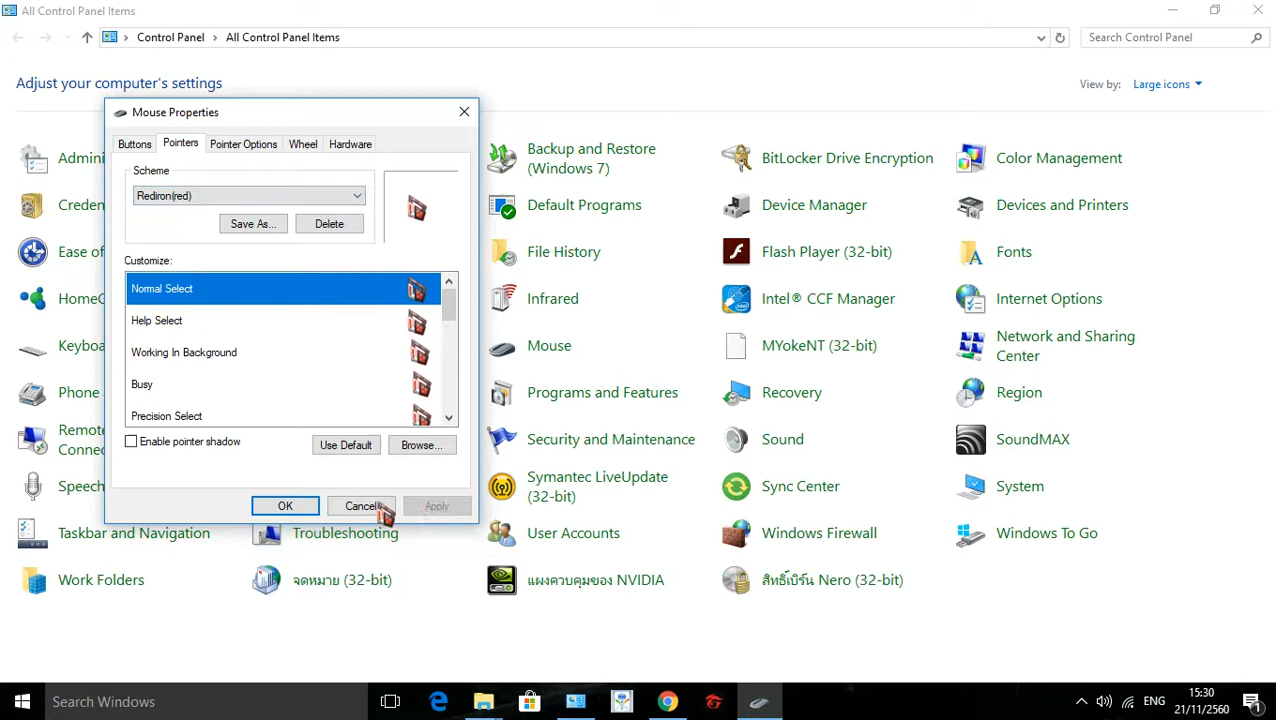 All Control Panel Items
Control Panel
All Control Panel Items
Search Control Panel
Adjust your computer's settings
View by:
Large icons
Mouse Properties
Buttons
Pointers
Pointer Options
Wheel
Hardware
Scheme
Rediron(red)
Save As...
Delete
Customize:
Normal Select
Help Select
Working In Background
Busy
Precision Select
Enable pointer shadow
Use Default
Browse...
OK
Cancel
Apply
Admini
Backup and Restore
(Windows 7)
BitLocker Drive Encryption
Color Management
Creden
Default Programs
Device Manager
Devices and Printers
Ease of
File History
Flash Player (32-bit)
Fonts
HomeG
Infrared
Intel® CCF Manager
Internet Options
Keyboa
Mouse
MYokeNT (32-bit)
Network and Sharing
Center
Phone
Programs and Features
Recovery
Region
Remot
Connec
Security and Maintenance
Sound
SoundMAX
Speech
Symantec LiveUpdate
(32-bit)
Sync Center
System
Taskbar and Navigation
Troubleshooting
User Accounts
Windows Firewall
Windows To Go
Work Folders
จดหมาย (32-bit)
แผงควบคุมของ NVIDIA
สิทธิ์เบิร์น Nero (32-bit)
Search Windows
ENG
15:30
21/11/2560
1